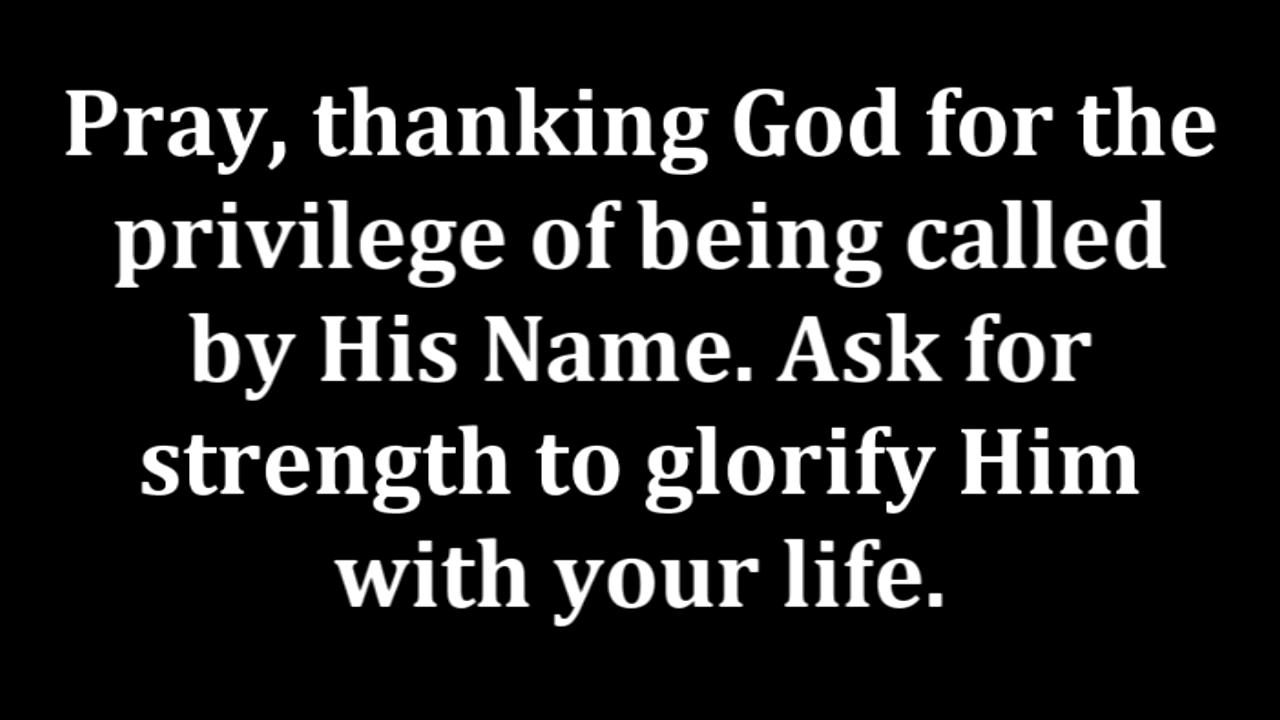 Pray, thanking God for the
privilege of being called
by His Name. Ask for
strength to glorify Him
with your life.